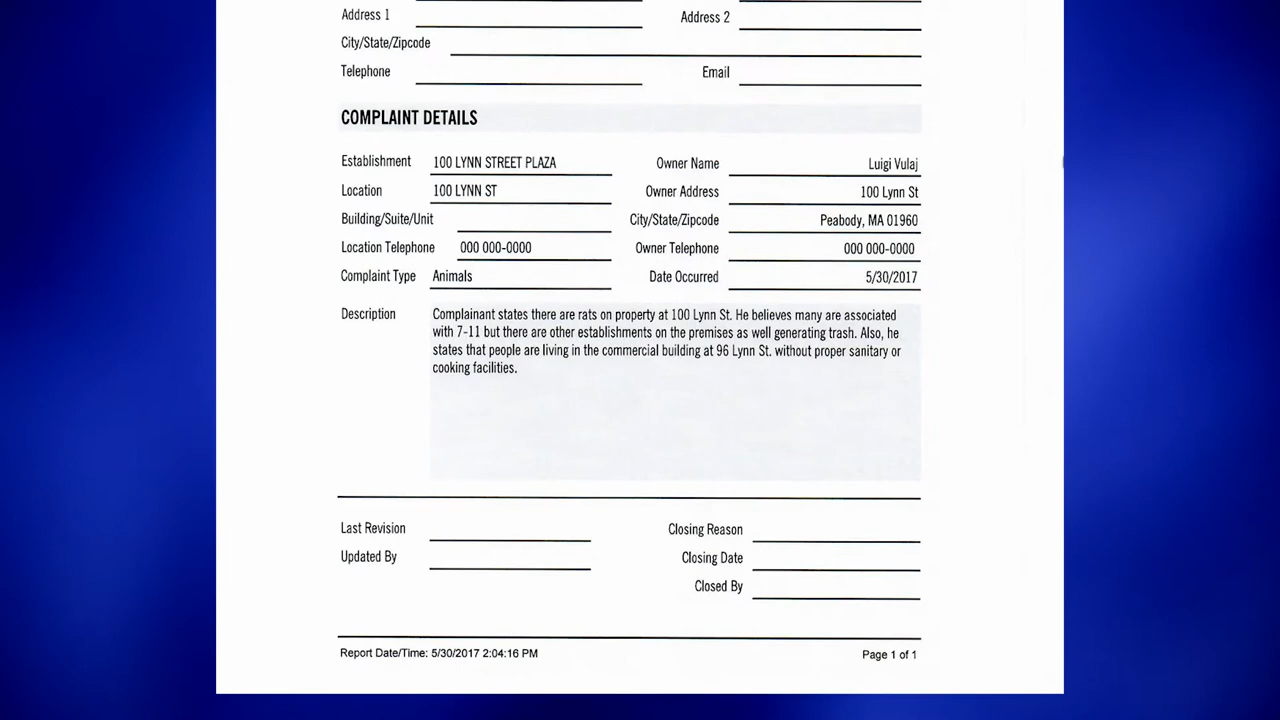 Address 1 Address 2
City/State/Zipcode
Telephone Email
COMPLAINT DETAILS
Establishment 100 LYNN STREET PLAZA Owner Name Luigi Vulaj
Location 100 LYNN ST Owner Address 100 Lynn St
Building/Suite/Unit City/State/Zipcode Peabody, MA 01960
Location Telephone 000 000-0000 Owner Telephone 000 000-0000
Complaint Type Animals Date Occurred 5/30/2017
Description Complainant states there are rats on property at 100 Lynn St. He believes many are associated
with 7-11 but there are other establishments on the premises as well generating trash. Also, he
states that people are living in the commercial building at 96 Lynn St. without proper sanitary or
cooking facilities.
Last Revision Closing Reason
Updated By Closing Date
Closed By
Report Date/Time: 5/30/2017 2:04:16 PM Page 1 of 1